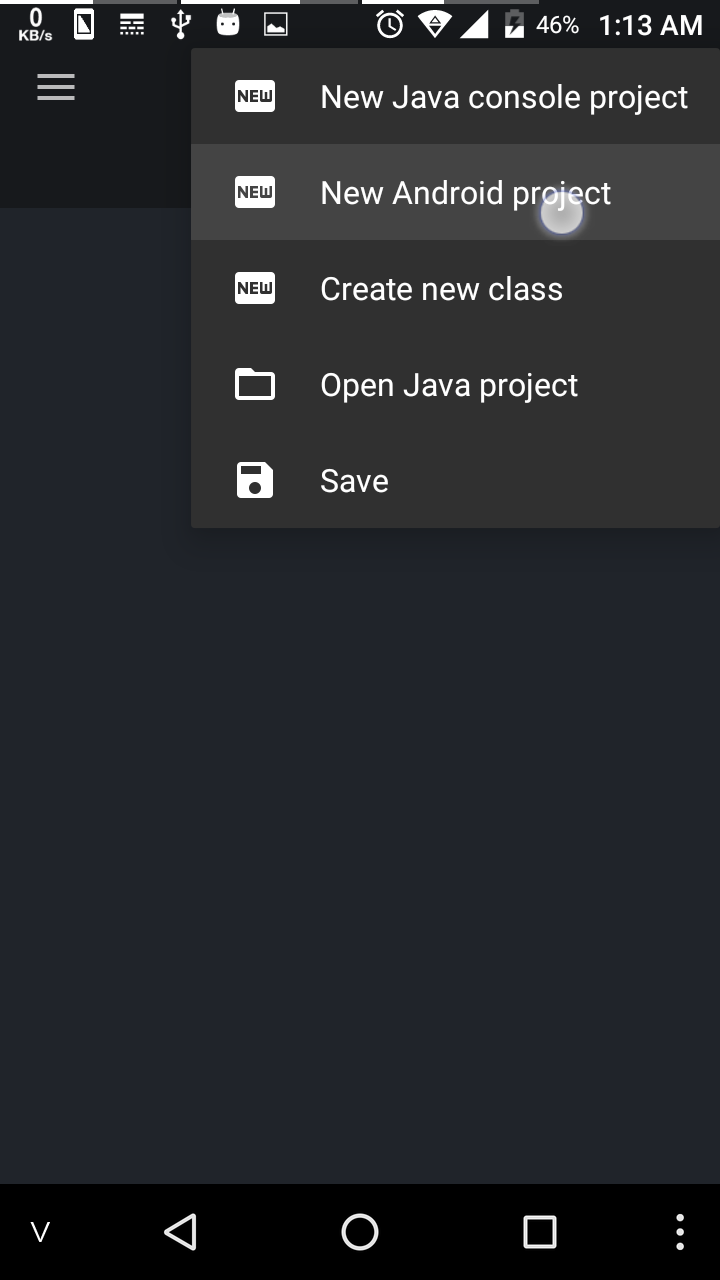 0
KB/s
46%
1:13 AM
NEW New Java console project
NEW New Android project
NEW Create new class
Open Java project
Save